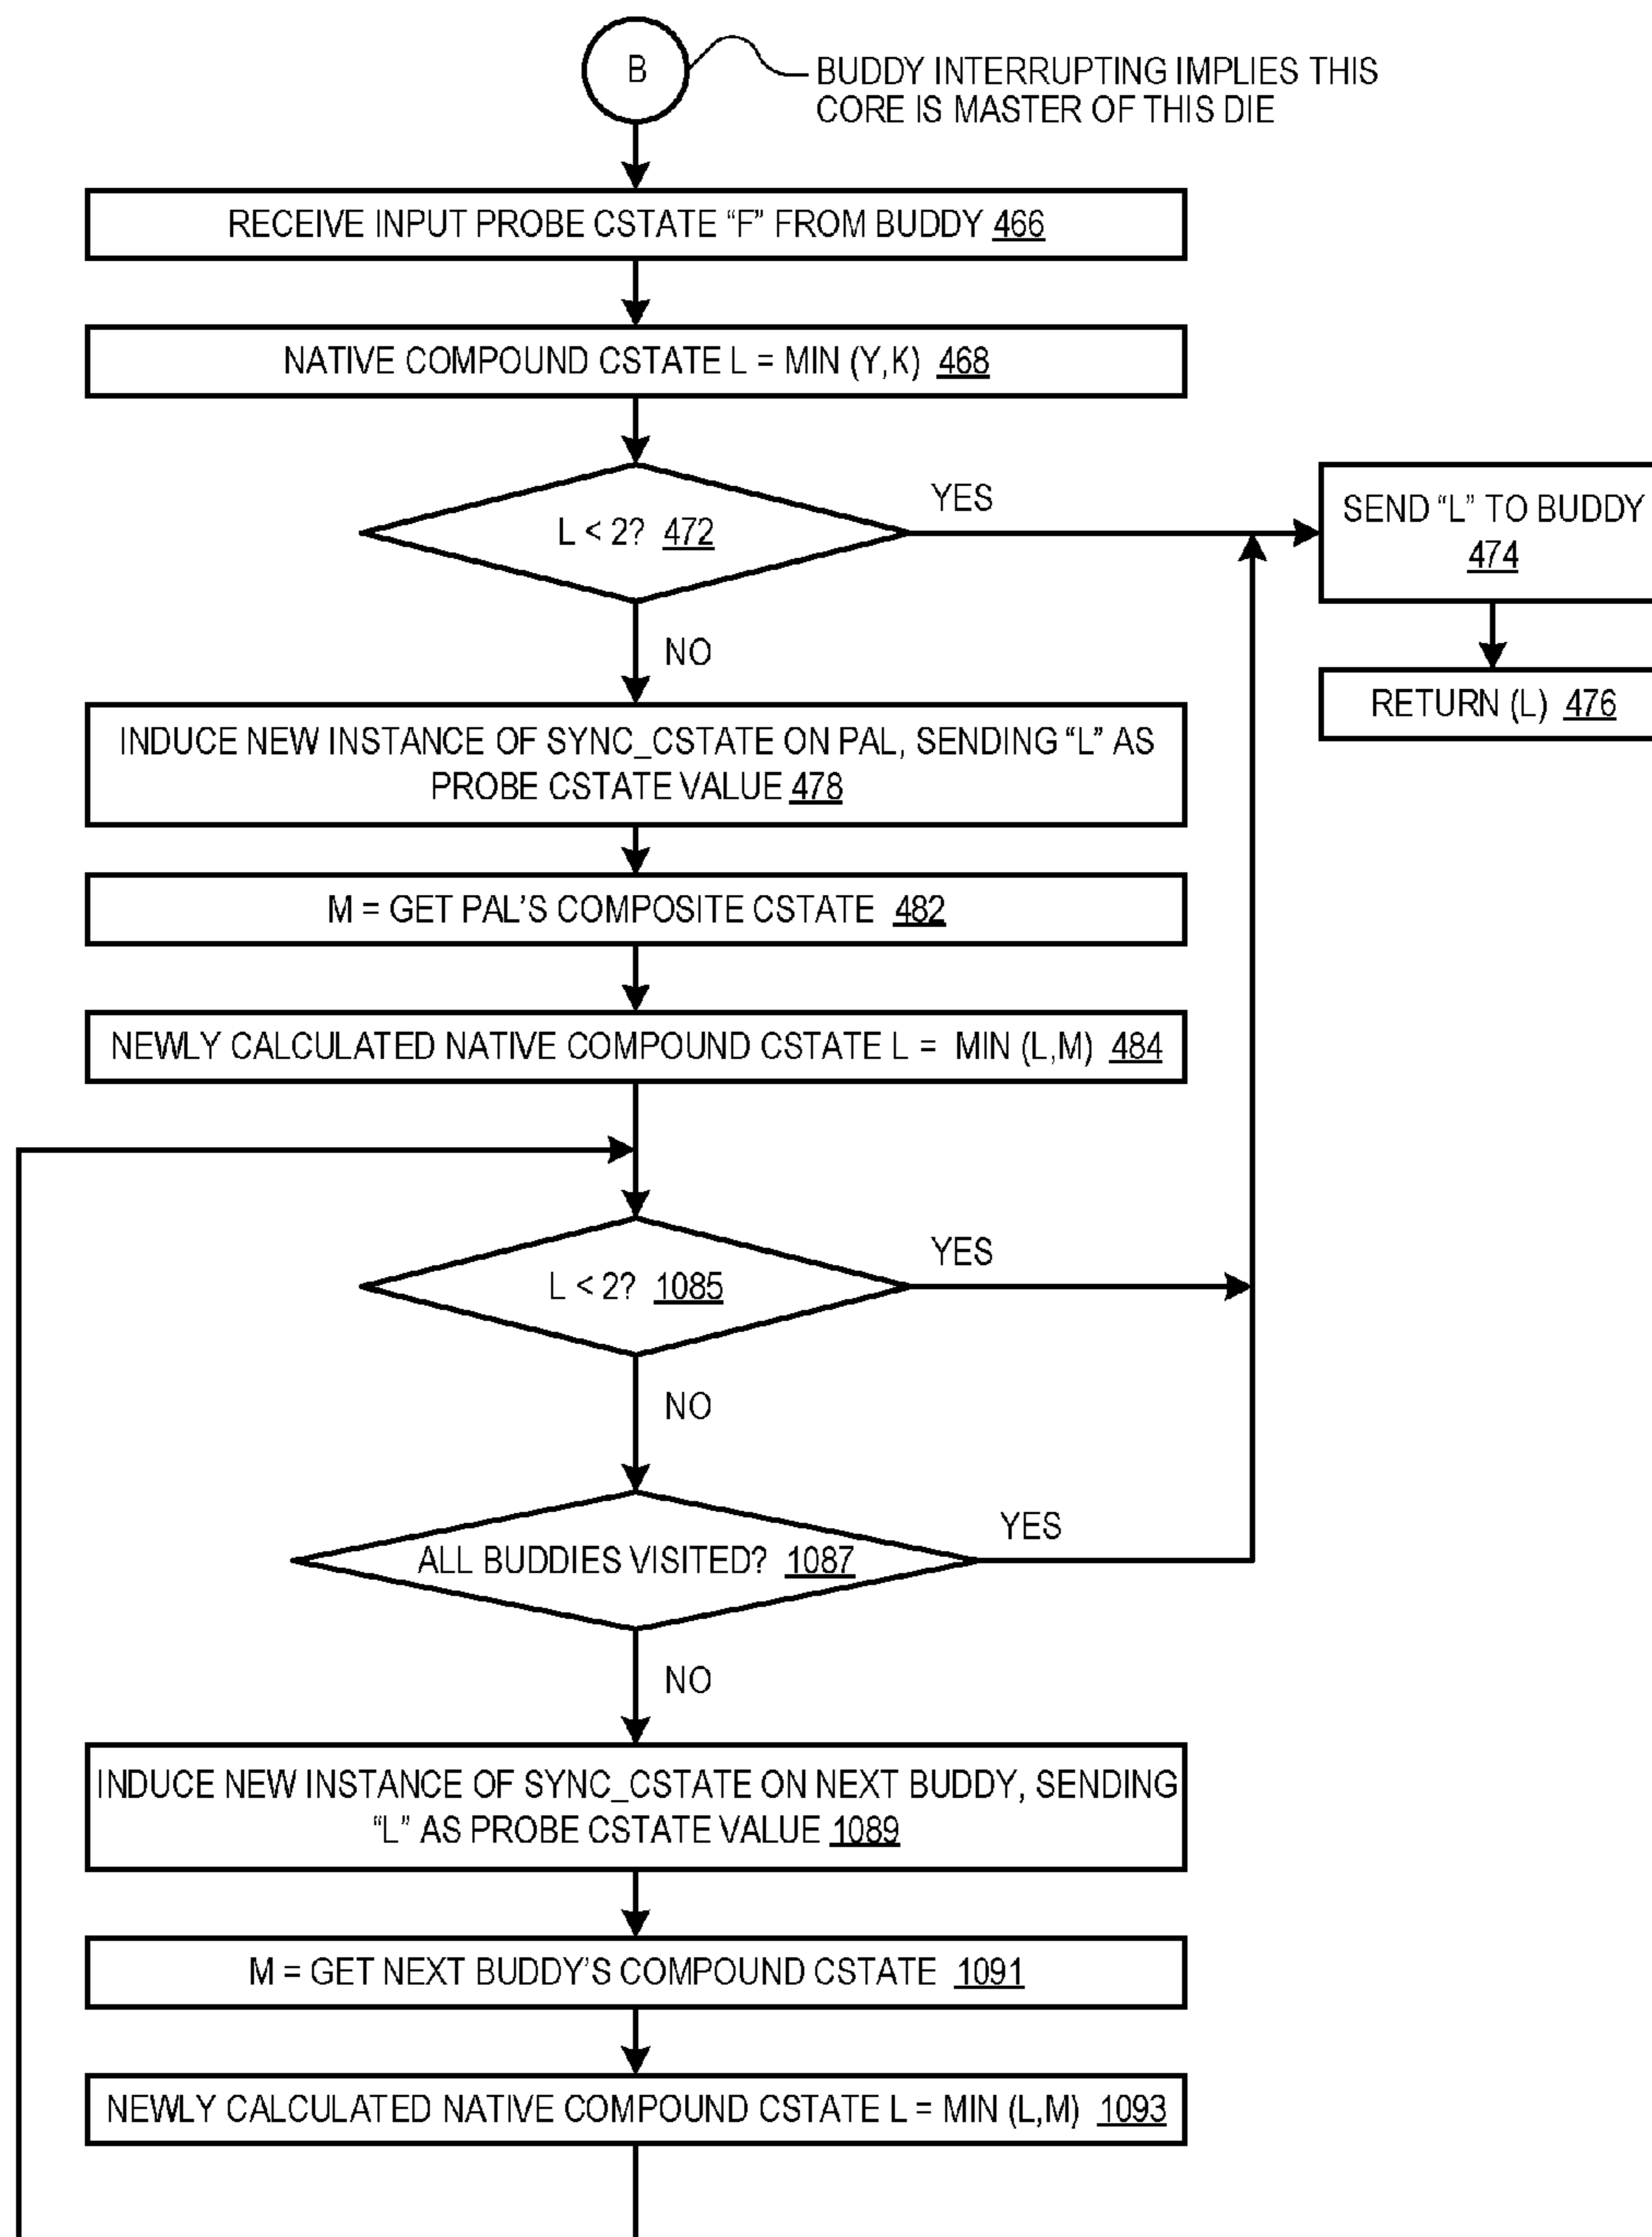 B
BUDDY INTERRUPTING IMPLIES THIS
CORE IS MASTER OF THIS DIE
RECEIVE INPUT PROBE CSTATE “F” FROM BUDDY 466
NATIVE COMPOUND CSTATE L = MIN (Y,K) 468
L < 2? 472
YES
SEND “L” TO BUDDY
474
RETURN (L) 476
NO
INDUCE NEW INSTANCE OF SYNC_CSTATE ON PAL, SENDING “L” AS
PROBE CSTATE VALUE 478
M = GET PAL’S COMPOSITE CSTATE 482
NEWLY CALCULATED NATIVE COMPOUND CSTATE L = MIN (L,M) 484
L < 2? 1085
YES
NO
ALL BUDDIES VISITED? 1087
YES
NO
INDUCE NEW INSTANCE OF SYNC_CSTATE ON NEXT BUDDY, SENDING
“L” AS PROBE CSTATE VALUE 1089
M = GET NEXT BUDDY’S COMPOUND CSTATE 1091
NEWLY CALCULATED NATIVE COMPOUND CSTATE L = MIN (L,M) 1093